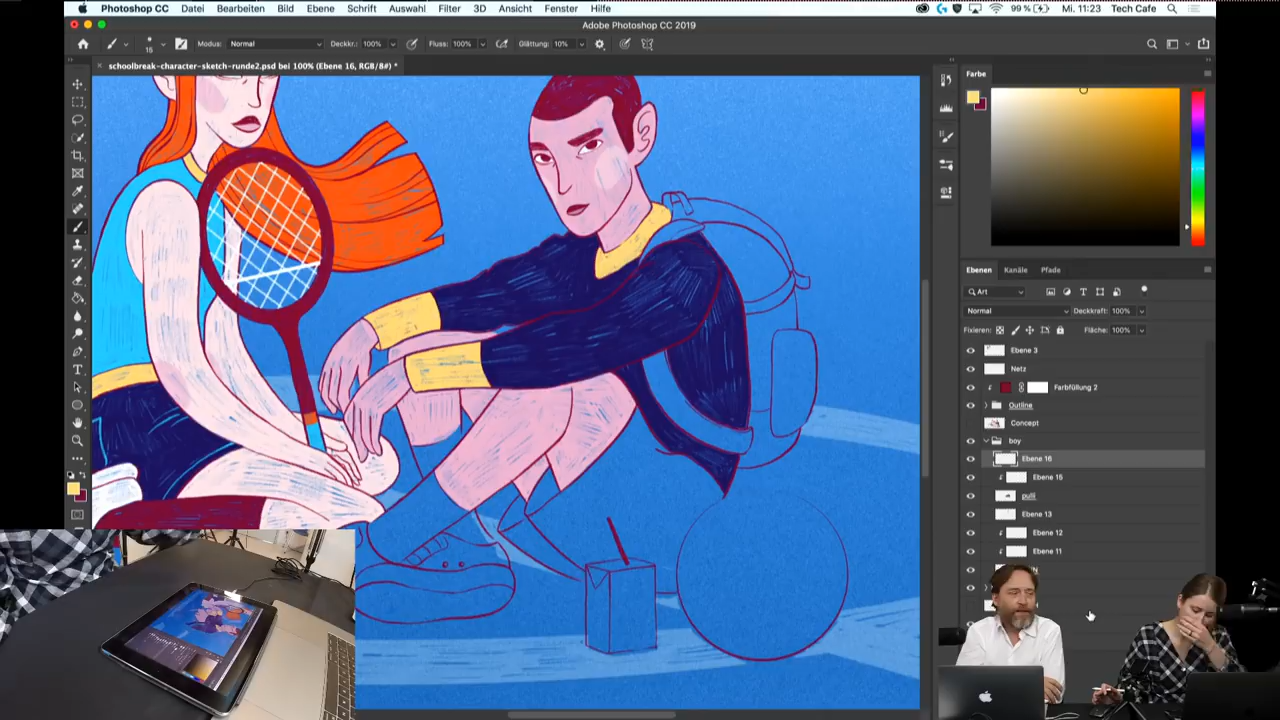 Photoshop CC Datei Bearbeiten Bild Ebene Schrift Auswahl Filter 3D Ansicht Fenster Hilfe 99 % Mi. 11:23 Tech Cafe
Adobe Photoshop CC 2019
15 Modus: Normal Deckkr.: 100% Fluss: 100% Glättung: 10%
schoolbreak-character-sketch-runde2.psd bei 100% (Ebene 16, RGB/8#) *
Farbe
Ebenen Kanäle Pfade
Art
Normal Deckkraft: 100%
Fixieren: Fläche: 100%
Ebene 3
Netz
Farbfüllung 2
Outline
Concept
boy
Ebene 16
Ebene 15
pulli
Ebene 13
Ebene 12
Ebene 11